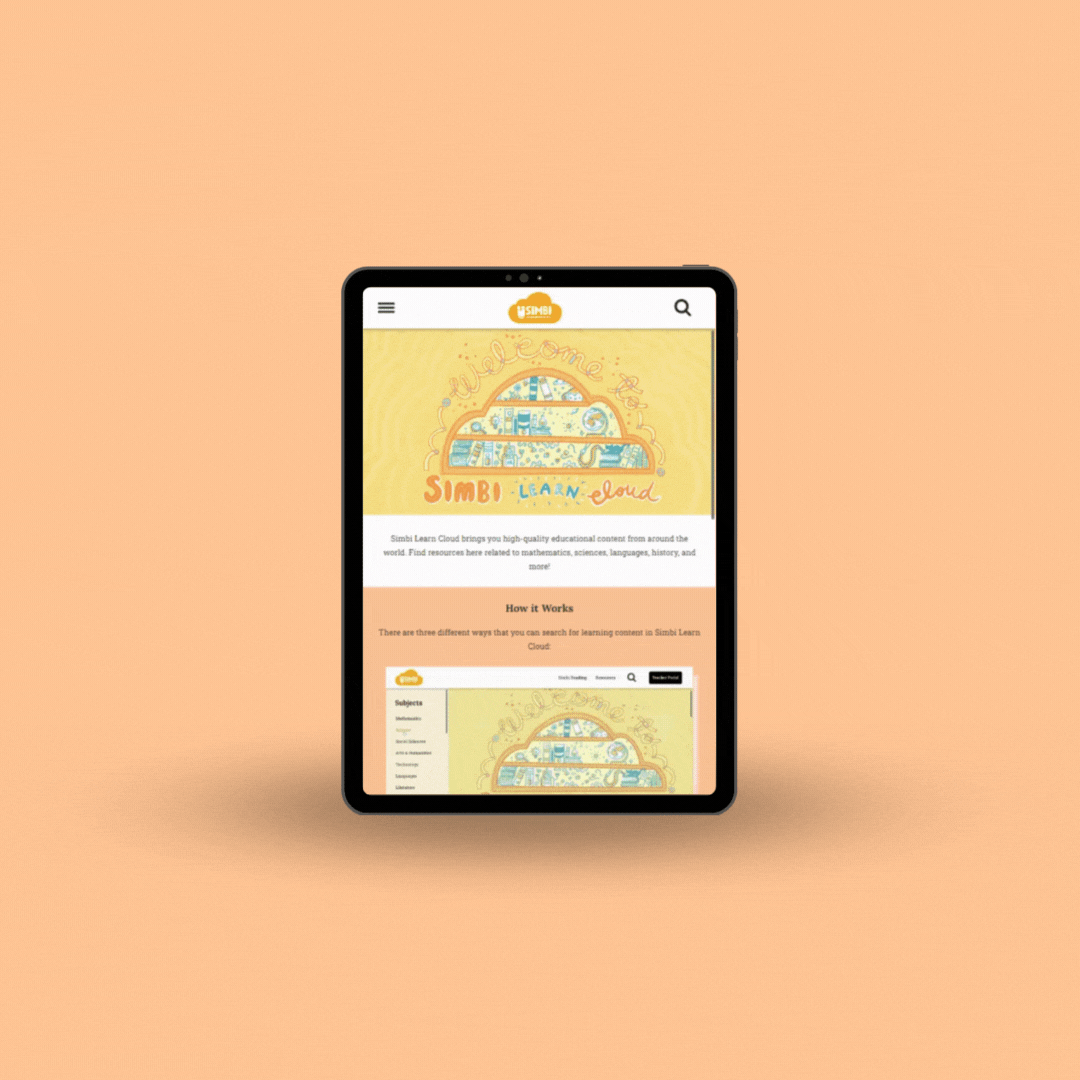 SIMBI
Welcome to
SIMBI LEARN cloud
Simbi Learn Cloud brings you high-quality educational content from around the
world. Find resources here related to mathematics, sciences, languages, history, and
more!
How it Works
There are three different ways that you can search for learning content in Simbi Learn
Cloud:
SIMBI
Simbi Reading Resources Teacher Portal
Subjects
Welcome to
Mathematics
Social Sciences
Arts & Humanities
Technology
Languages
Literature